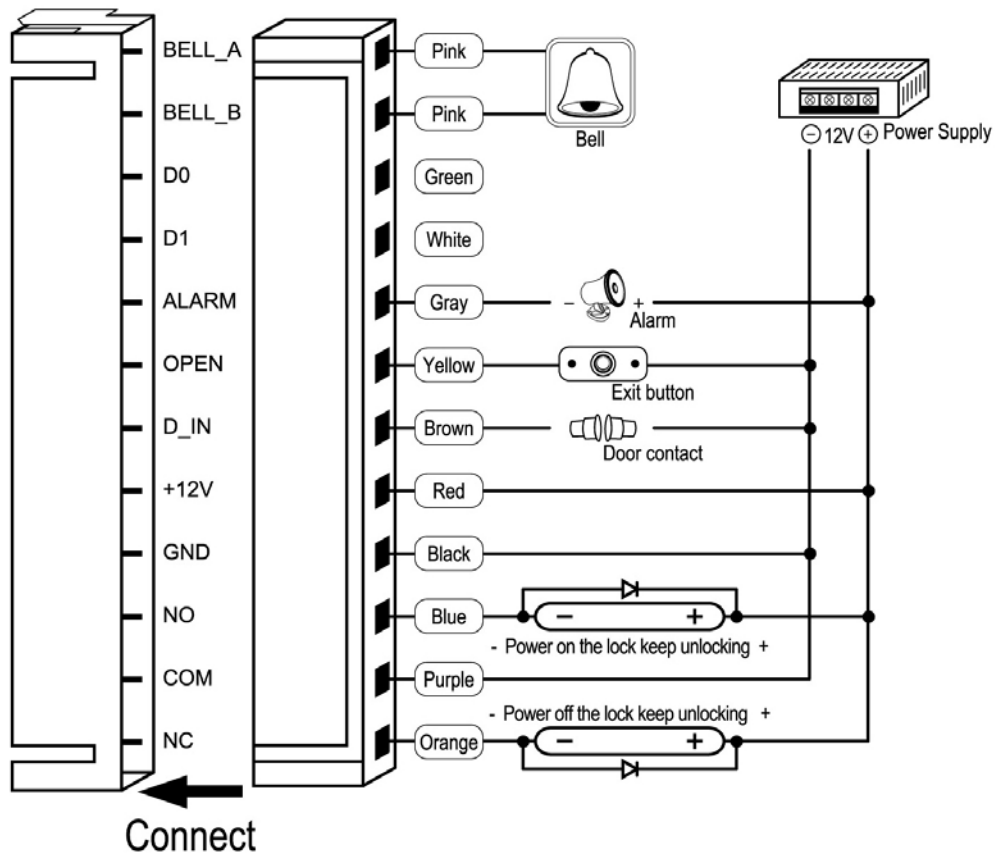 BELL_A Pink
BELL_B Pink
Bell
⊖ 12V ⊕ Power Supply
D0 Green
D1 White
ALARM Gray - +
Alarm
OPEN Yellow
Exit button
D_IN Brown
Door contact
+12V Red
GND Black
NO Blue - +
- Power on the lock keep unlocking +
COM Purple
- Power off the lock keep unlocking +
NC Orange - +
Connect